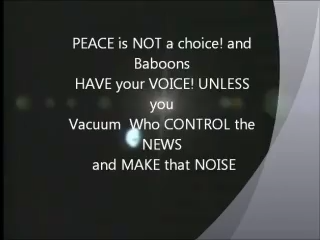 PEACE is NOT a choice! and
Baboons
HAVE your VOICE! UNLESS
you
Vacuum  Who CONTROL the
NEWS
and MAKE that NOISE